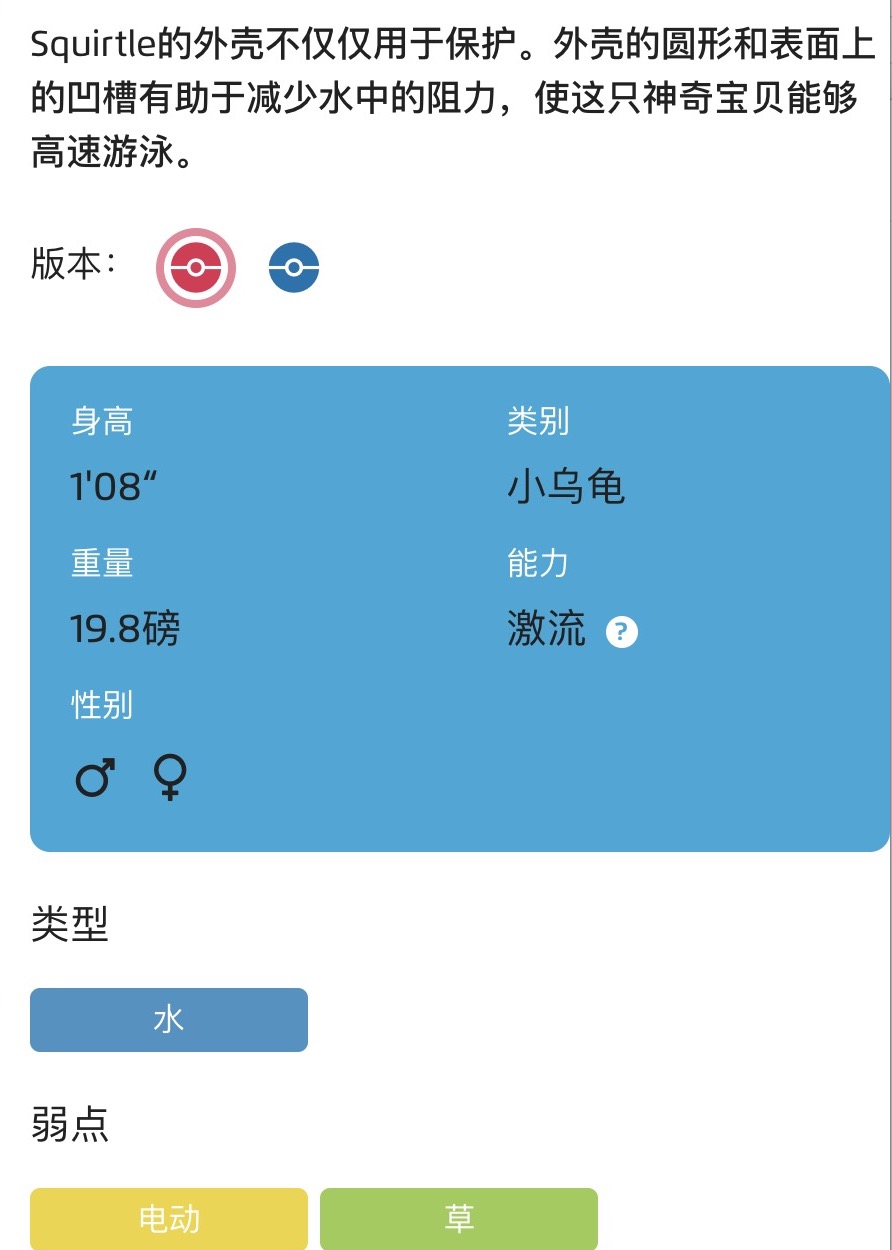 Squirtle的外壳不仅仅用于保护。外壳的圆形和表面上
的凹槽有助于减少水中的阻力，使这只神奇宝贝能够
高速游泳。
版本：
身高
类别
1'08“
小乌龟
重量
能力
19.8磅
激流 ?
性别
♂ ♀
类型
水
弱点
电动 草